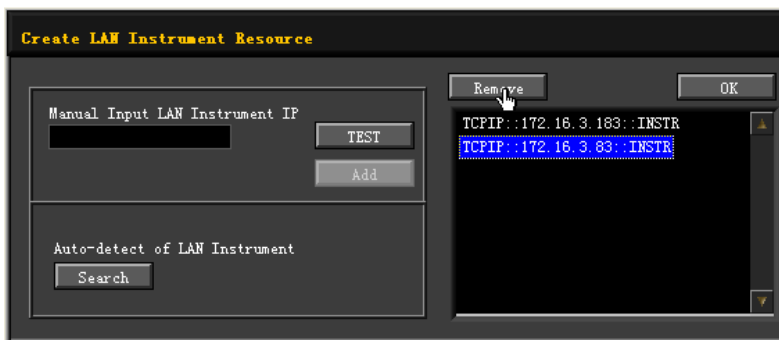 Create LAN Instrument Resource
Manual Input LAN Instrument IP
TEST
Add
Auto-detect of LAN Instrument
Search
Remove
OK
TCPIP::172.16.3.183::INSTR
TCPIP::172.16.3.83::INSTR